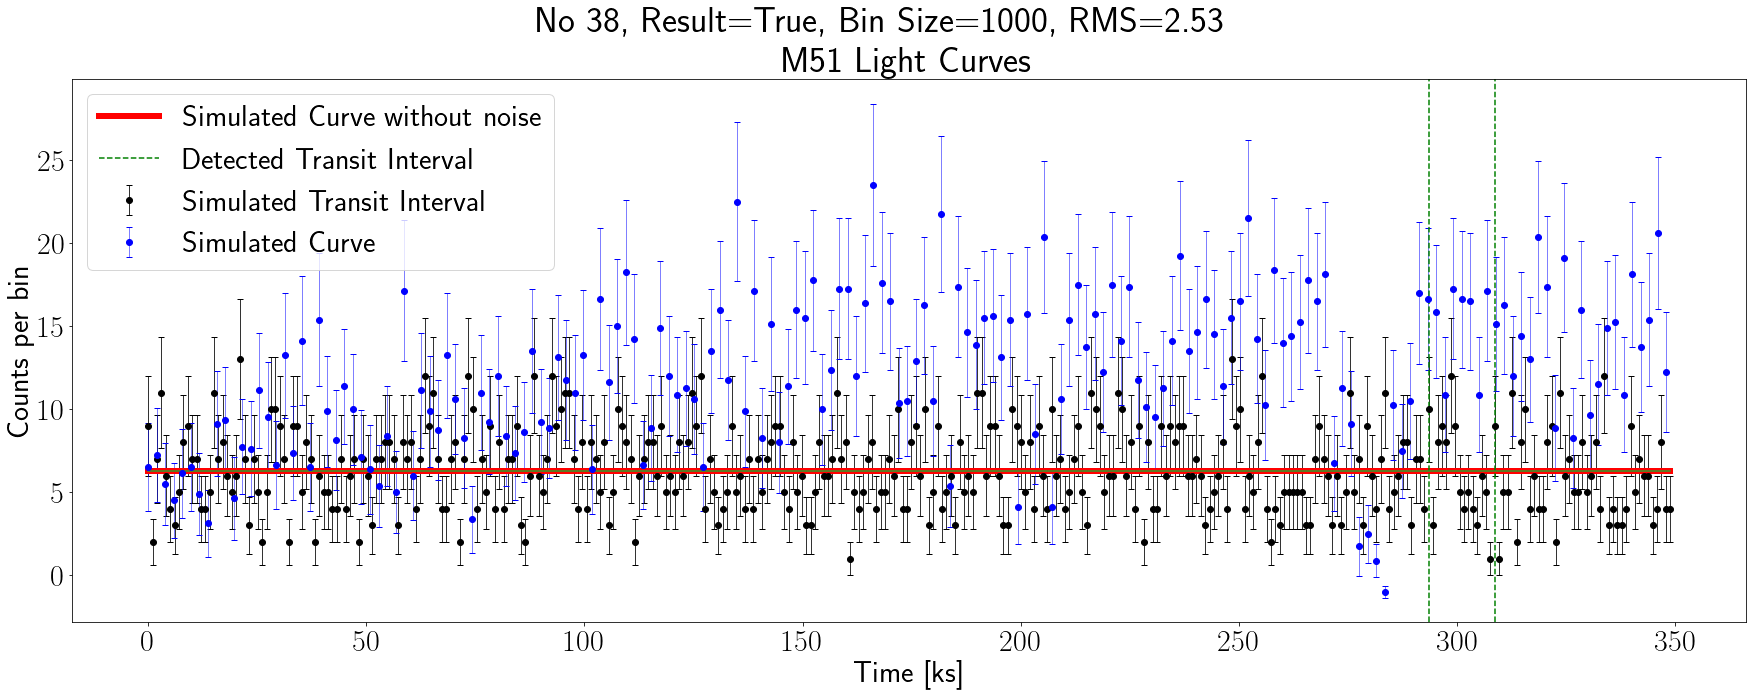 No 38, Result=True, Bin Size=1000, RMS=2.53
M51 Light Curves
Simulated Curve without noise
Detected Transit Interval
Simulated Transit Interval
Simulated Curve
Counts per bin
25
20
15
10
5
0
0 50 100 150 200 250 300 350
Time [ks]